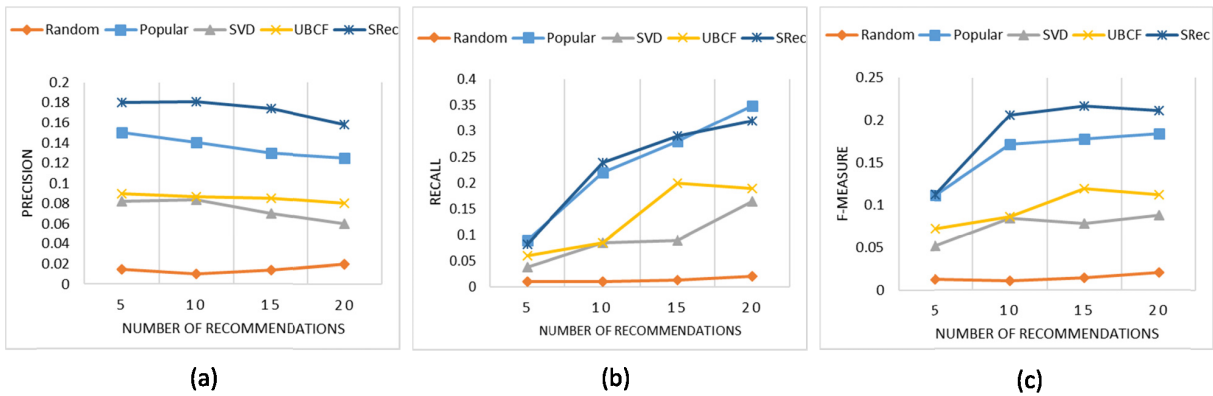 Random Popular SVD UBCF SRec
PRECISION
0.2
0.18
0.16
0.14
0.12
0.1
0.08
0.06
0.04
0.02
0
5 10 15 20
NUMBER OF RECOMMENDATIONS
(a)
Random Popular SVD UBCF SRec
RECALL
0.4
0.35
0.3
0.25
0.2
0.15
0.1
0.05
0
5 10 15 20
NUMBER OF RECOMMENDATIONS
(b)
Random Popular SVD UBCF SRec
F-MEASURE
0.25
0.2
0.15
0.1
0.05
0
5 10 15 20
NUMBER OF RECOMMENDATIONS
(c)